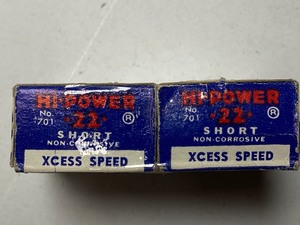 HI-POWER
No. 701
22
®
SHORT
NON-CORROSIVE
XCESS SPEED
HI-POWER
No. 701
22
®
SHORT
NON-CORROSIVE
XCESS SPEED